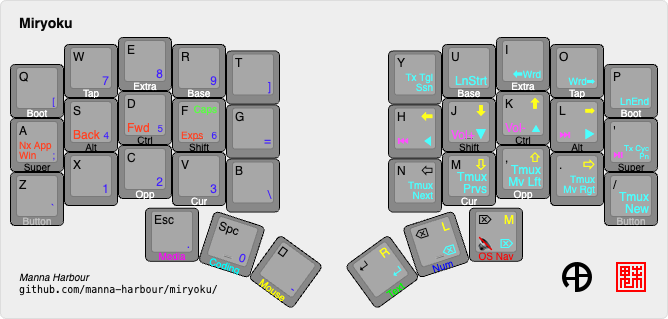 Miryoku
Q [ Boot
W 7 Tap
E 8 Extra
R 9 Base
T ]
Y Tx Tgl Ssn
U LnStrt Base
I ⬅Wrd Extra
O Wrd➡ Tap
P LnEnd Boot
A Nx App Win ; Super
S Back 4 Alt
D Fwd 5 Ctrl
F Caps Exps 6 Shift
G =
H
J Vol- Shift
K Vol- Ctrl
L Alt
' Tx Cyc Pn Super
Z ` Button
X 1
C 2 Opp
V 3 Cur
B \
N Tmux Next
M Tmux Prvs Cur
, Tmux Mv Lft Opp
. Tmux Mv Rgt
/ Tmux New Button
Esc . Media
Spc 0
- Mouse
R
L Num
M OS Nav
Manna Harbour
github.com/manna-harbour/miryoku/